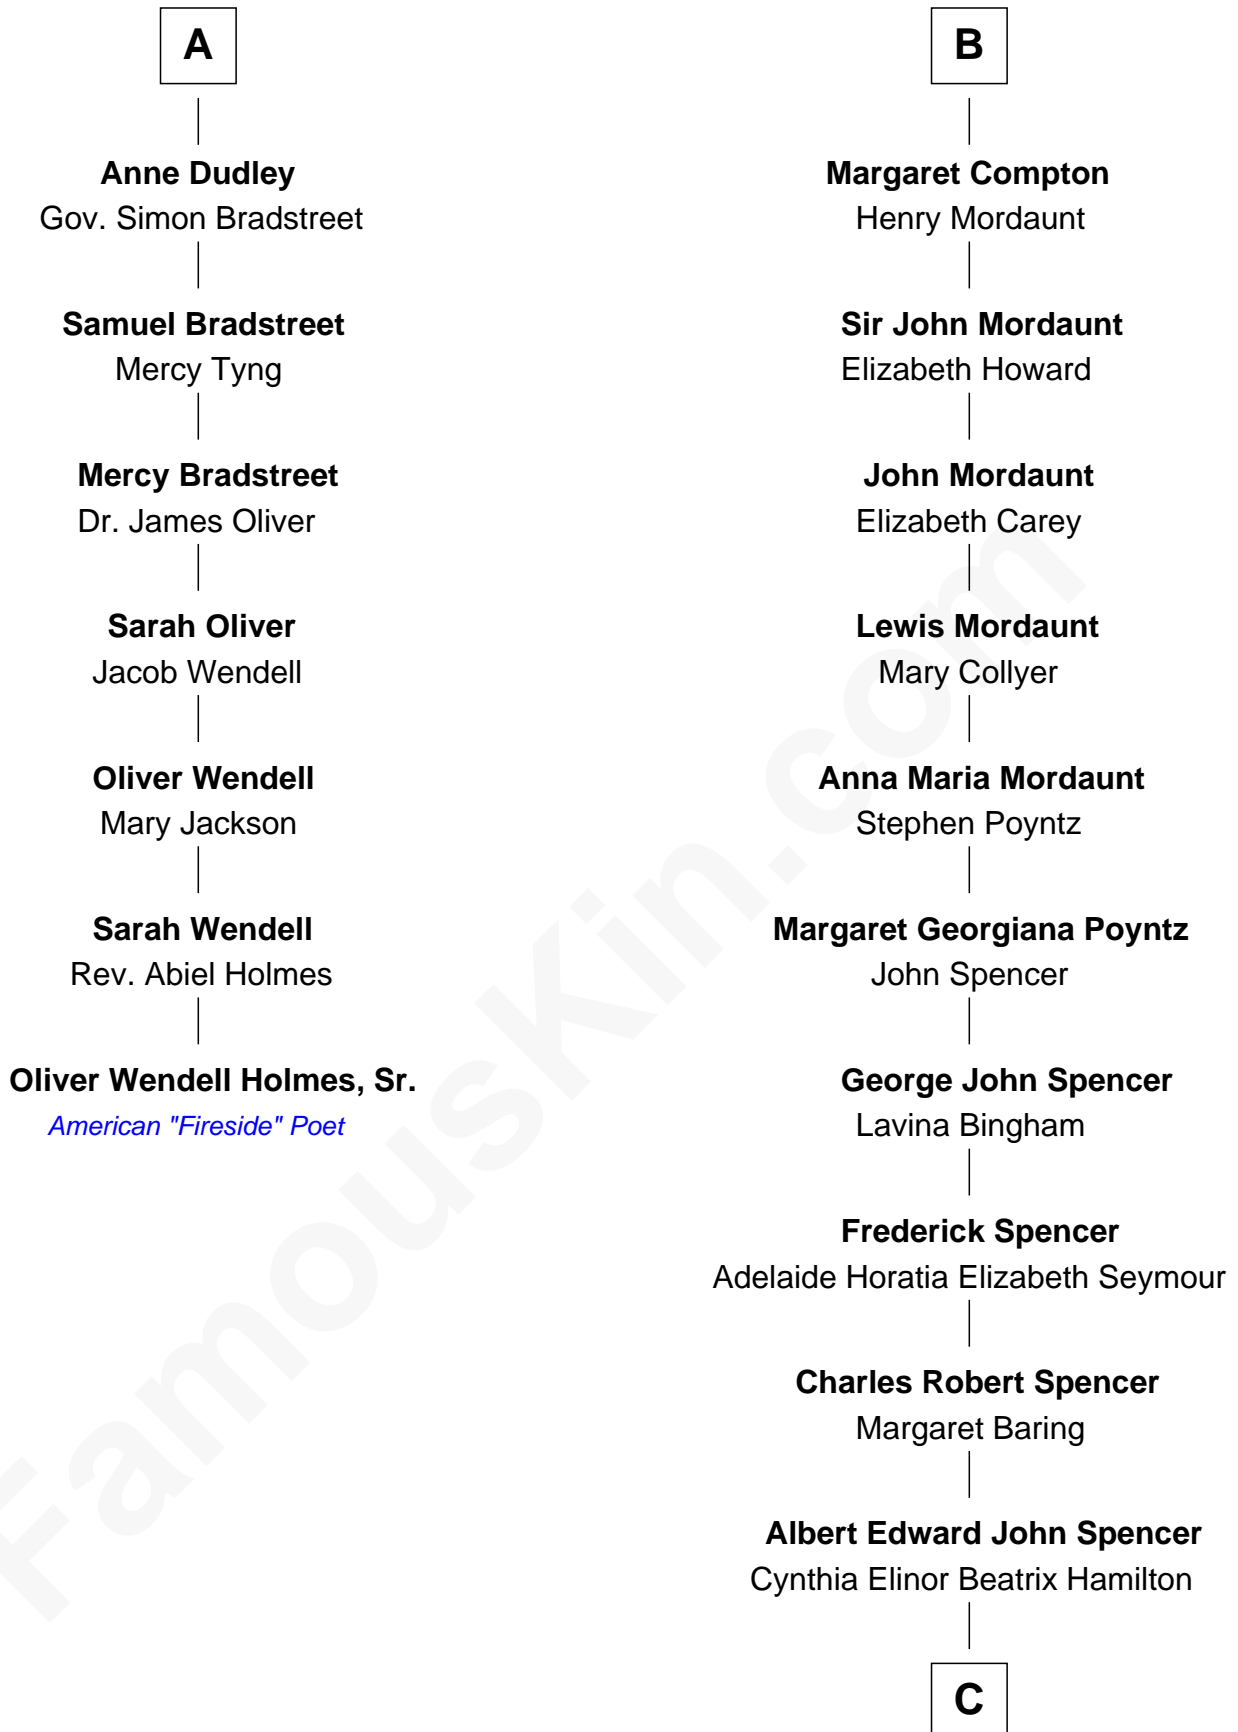 A
Anne Dudley
Gov. Simon Bradstreet
Samuel Bradstreet
Mercy Tyng
Mercy Bradstreet
Dr. James Oliver
Sarah Oliver
Jacob Wendell
Oliver Wendell
Mary Jackson
Sarah Wendell
Rev. Abiel Holmes
Oliver Wendell Holmes, Sr.
American "Fireside" Poet
B
Margaret Compton
Henry Mordaunt
Sir John Mordaunt
Elizabeth Howard
John Mordaunt
Elizabeth Carey
Lewis Mordaunt
Mary Collyer
Anna Maria Mordaunt
Stephen Poyntz
Margaret Georgiana Poyntz
John Spencer
George John Spencer
Lavina Bingham
Frederick Spencer
Adelaide Horatia Elizabeth Seymour
Charles Robert Spencer
Margaret Baring
Albert Edward John Spencer
Cynthia Elinor Beatrix Hamilton
C
FamousKin.com